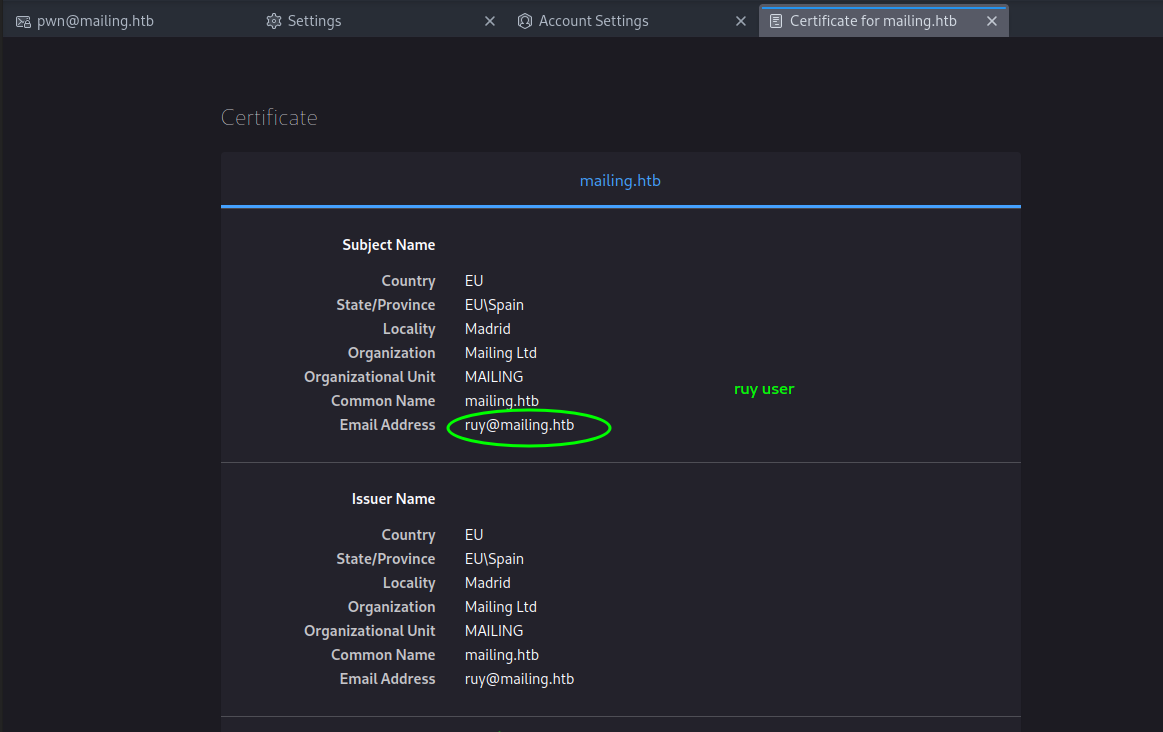 pwn@mailing.htb Settings Account Settings Certificate for mailing.htb
Certificate
mailing.htb
Subject Name
Country EU
State/Province EU\Spain
Locality Madrid
Organization Mailing Ltd
Organizational Unit MAILING
ruy user
Common Name mailing.htb
Email Address ruy@mailing.htb
Issuer Name
Country EU
State/Province EU\Spain
Locality Madrid
Organization Mailing Ltd
Organizational Unit MAILING
Common Name mailing.htb
Email Address ruy@mailing.htb